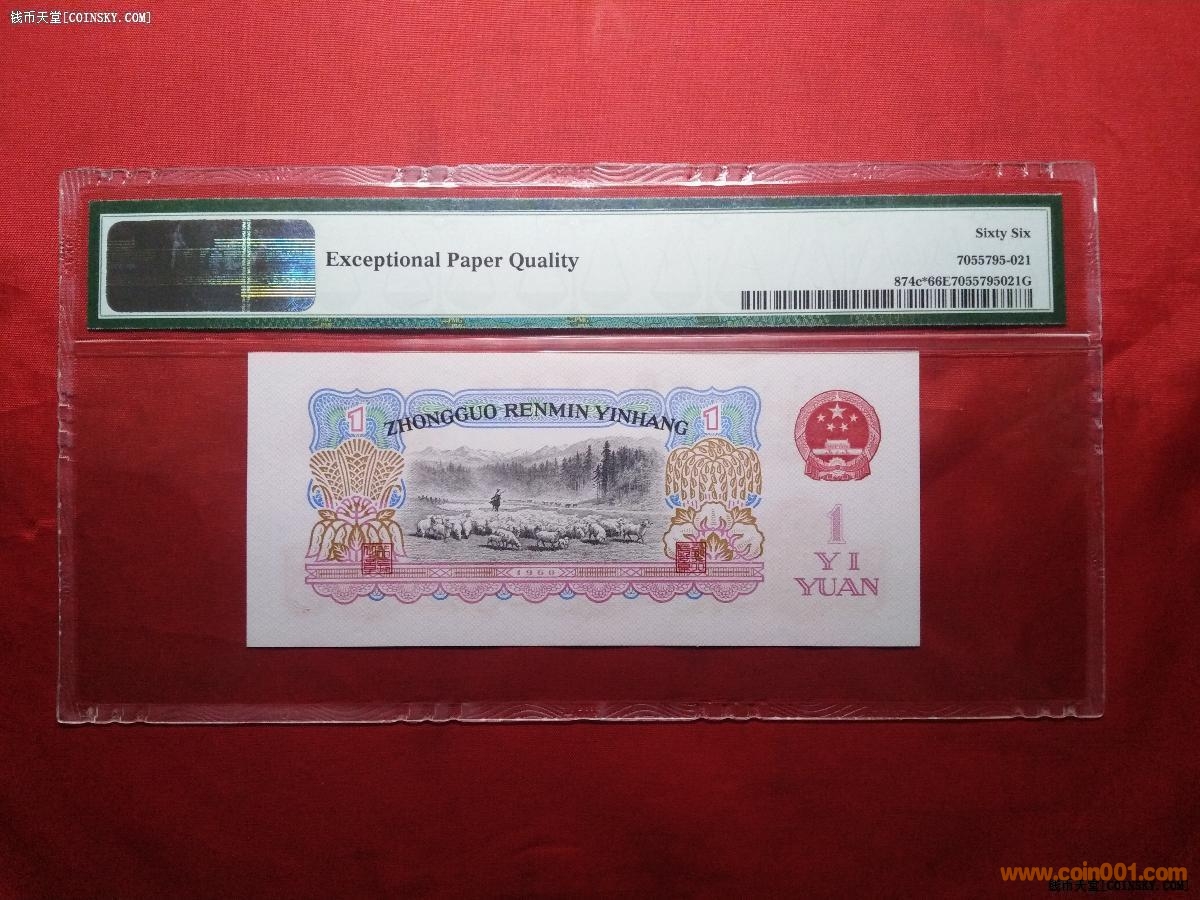 钱币天堂[COINSKY.COM]
Exceptional Paper Quality
Sixty Six
7055795-021
874c*66E7055795021G
1
ZHONGGUO RENMIN YINHANG
1
1
YI
YUAN
1960
www.coin001.com
钱币天堂[COINSKY.COM]